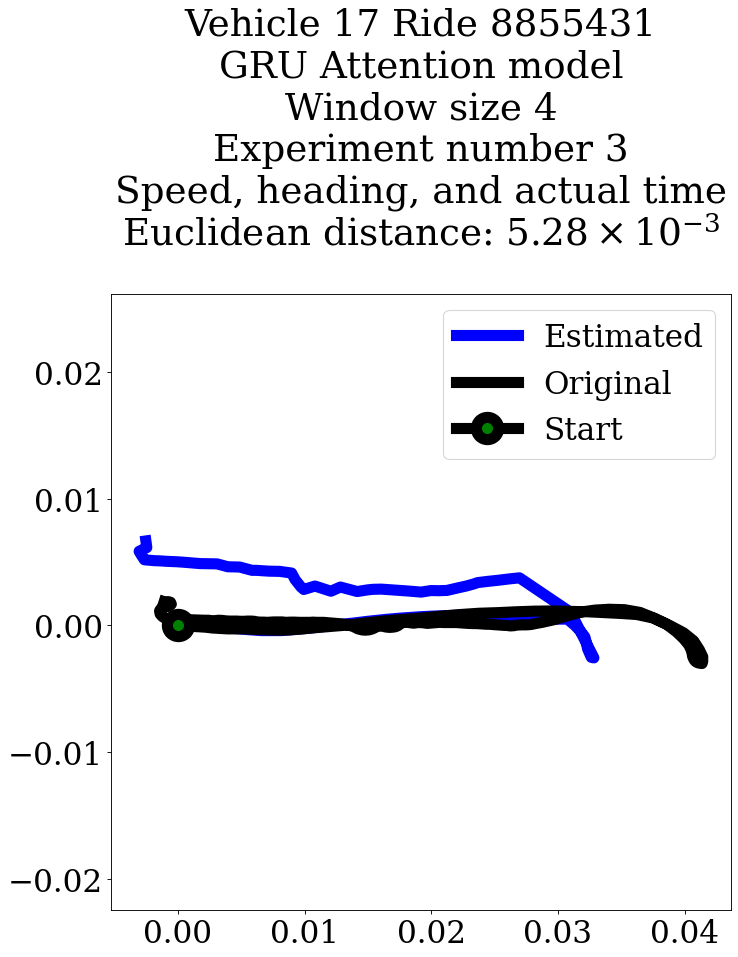 Vehicle 17 Ride 8855431
GRU Attention model
Window size 4
Experiment number 3
Speed, heading, and actual time
Euclidean distance: 5.28 × 10⁻³
Estimated
Original
Start
0.02
0.01
0.00
−0.01
−0.02
0.00 0.01 0.02 0.03 0.04